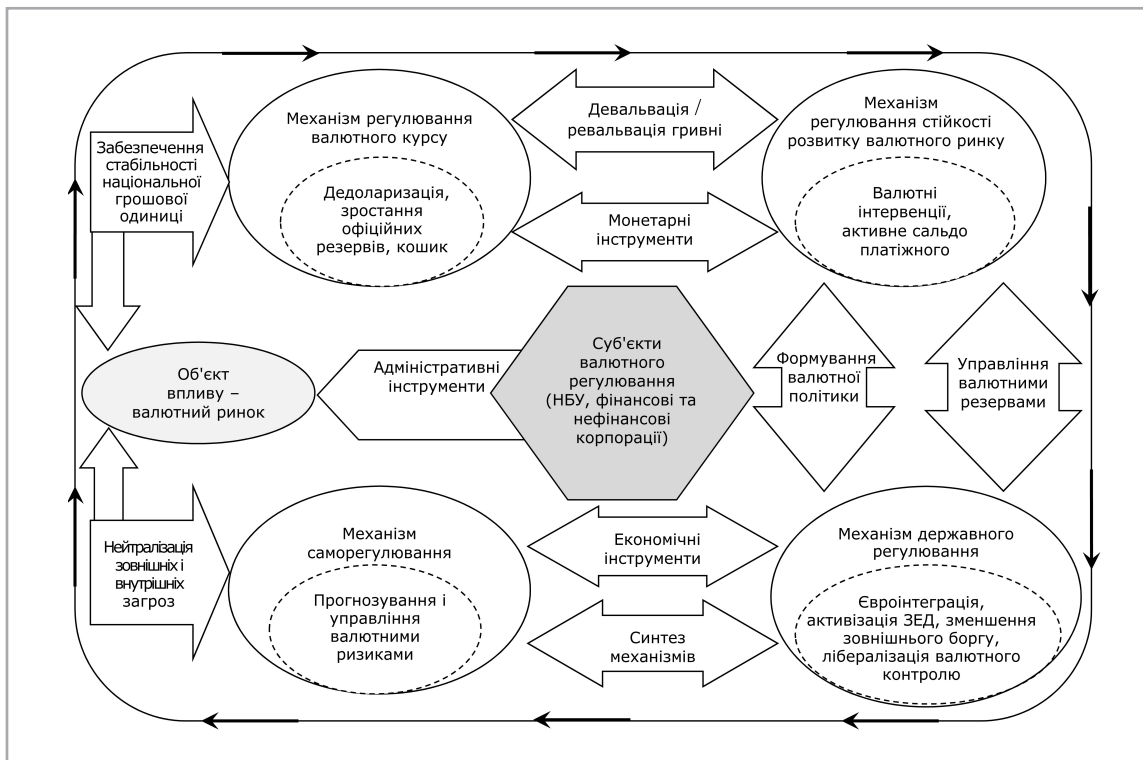 Забезпечення
стабільності
національної
грошової
одиниці
Механізм регулювання
валютного курсу
Дедоларизація,
зростання
офіційних
резервів, кошик
Девальвація /
ревальвація гривні
Монетарні
інструменти
Механізм
регулювання стійкості
розвитку валютного ринку
Валютні
інтервенції,
активне сальдо
платіжного
Об'єкт
впливу –
валютний ринок
Адміністративні
інструменти
Суб'єкти
валютного
регулювання
(НБУ, фінансові та
нефінансові
корпорації)
Формування
валютної
політики
Управління
валютними
резервами
Нейтралізація
зовнішніх і
внутрішніх
загроз
Механізм
саморегулювання
Прогнозування і
управління
валютними
ризиками
Економічні
інструменти
Синтез
механізмів
Механізм державного
регулювання
Євроінтеграція,
активізація ЗЕД, зменшення
зовнішнього боргу,
лібералізація валютного
контролю